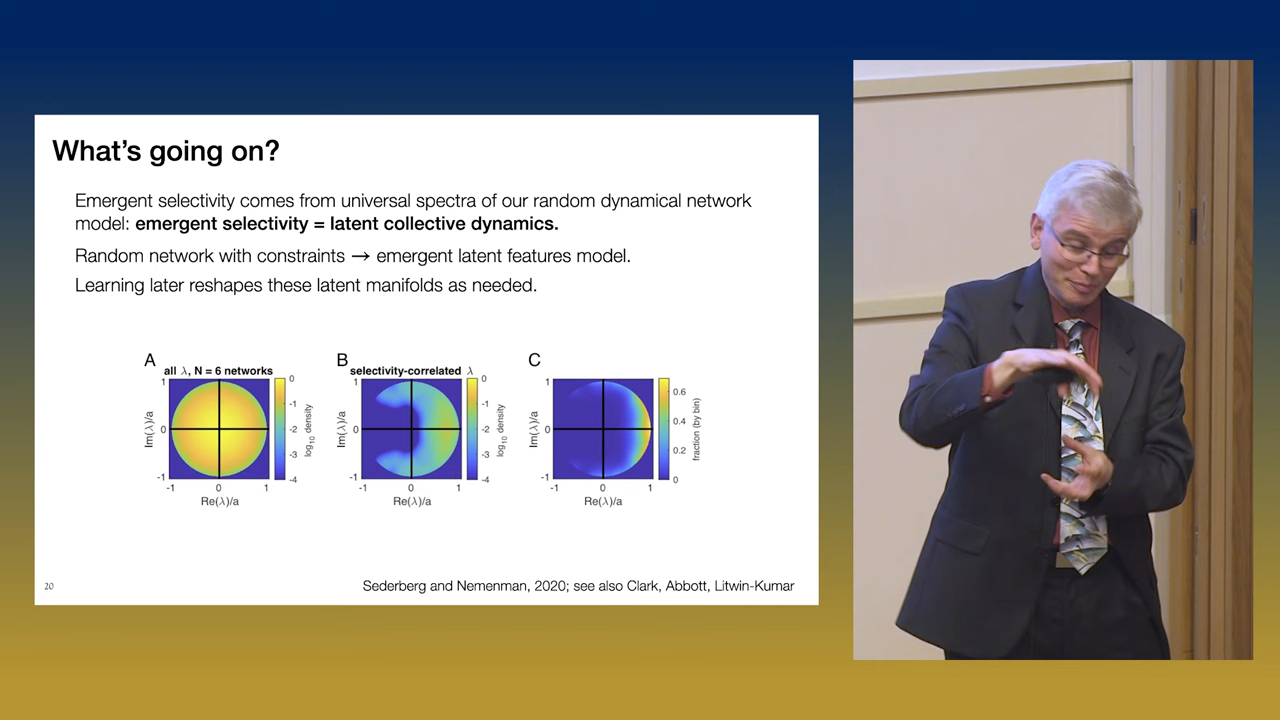 What's going on?
Emergent selectivity comes from universal spectra of our random dynamical network
model: emergent selectivity = latent collective dynamics.
Random network with constraints → emergent latent features model.
Learning later reshapes these latent manifolds as needed.
A
all λ, N = 6 networks
1
0
-1
Im(λ)/a
-1 0 1
Re(λ)/a
0
-1
-2
-3
-4
log10 density
B
selectivity-correlated λ
1
0
-1
Im(λ)/a
-1 0 1
Re(λ)/a
0
-1
-2
-3
-4
log10 density
C
1
0
-1
Im(λ)/a
-1 0 1
Re(λ)/a
0.6
0.4
0.2
0
fraction (by bin)
20
Sederberg and Nemenman, 2020; see also Clark, Abbott, Litwin-Kumar